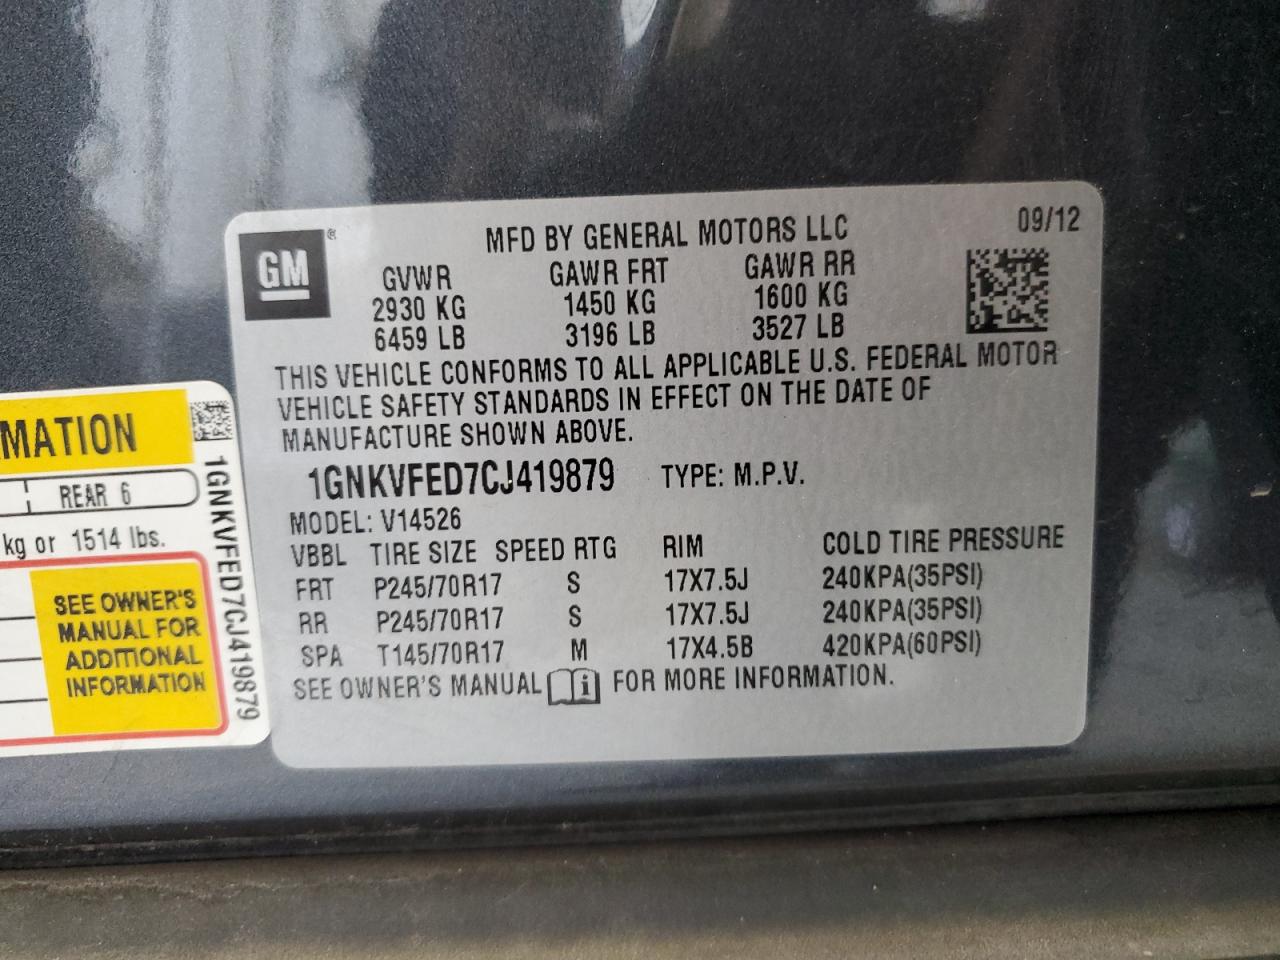 MFD BY GENERAL MOTORS LLC 09/12
GM ®
GVWR GAWR FRT GAWR RR
2930 KG 1450 KG 1600 KG
6459 LB 3196 LB 3527 LB
THIS VEHICLE CONFORMS TO ALL APPLICABLE U.S. FEDERAL MOTOR
VEHICLE SAFETY STANDARDS IN EFFECT ON THE DATE OF
MANUFACTURE SHOWN ABOVE.
1GNKVFED7CJ419879 TYPE: M.P.V.
MODEL: V14526
VBBL TIRE SIZE SPEED RTG RIM COLD TIRE PRESSURE
FRT P245/70R17 S 17X7.5J 240KPA(35PSI)
RR P245/70R17 S 17X7.5J 240KPA(35PSI)
SPA T145/70R17 M 17X4.5B 420KPA(60PSI)
SEE OWNER'S MANUAL i FOR MORE INFORMATION.
MATION
REAR 6
kg or 1514 lbs.
SEE OWNER'S
MANUAL FOR
ADDITIONAL
INFORMATION
1GNKVFED7CJ419879